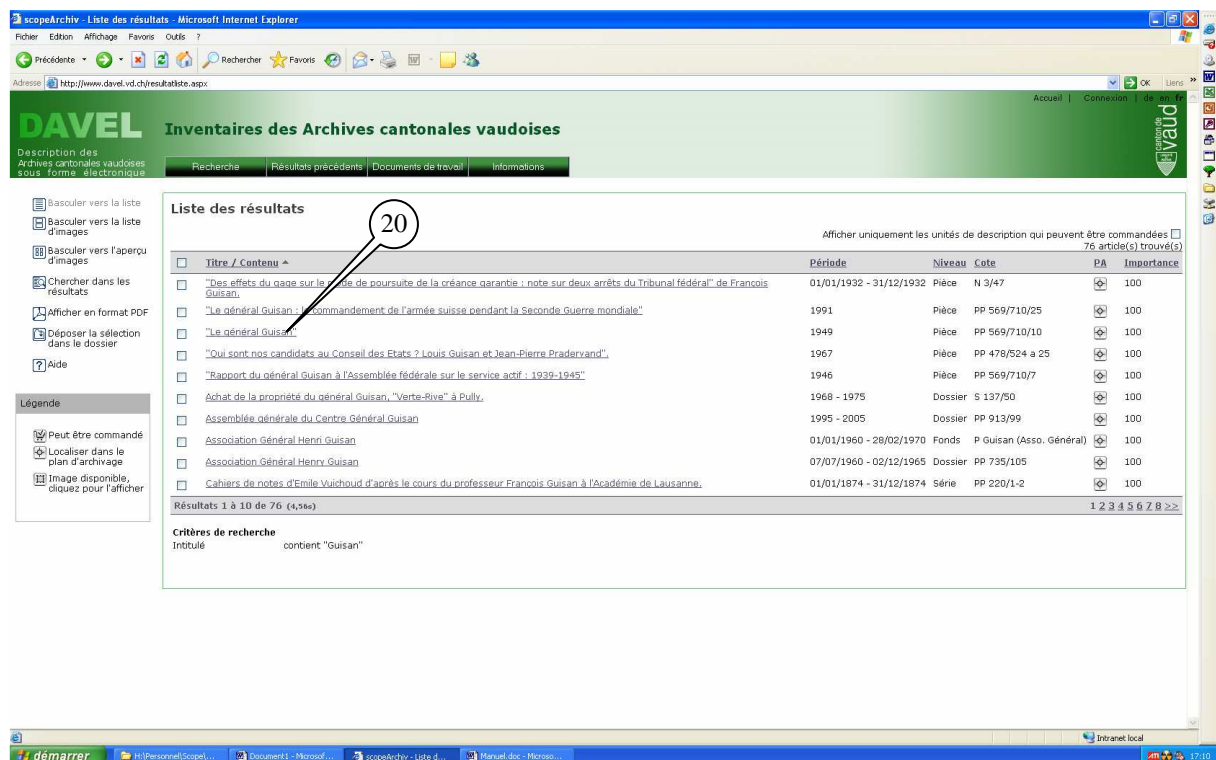 scopeArchiv - Liste des résultats - Microsoft Internet Explorer
Fichier Edition Affichage Favoris Outils ?
Précédente Rechercher Favoris
Adresse http://www.davel.vd.ch/resultatliste.aspx OK Liens »
Accueil | Connexion | de en fr
DAVEL
Inventaires des Archives cantonales vaudoises
canton de
vaud
Description des
Archives cantonales vaudoises
sous forme électronique
Recherche Résultats précédents Documents de travail Informations
Basculer vers la liste
Basculer vers la liste
d'images
Basculer vers l'aperçu
d'images
Chercher dans les
résultats
Afficher en format PDF
Déposer la sélection
dans le dossier
Aide
Légende
Peut être commandé
Localiser dans le
plan d'archivage
Image disponible,
cliquez pour l'afficher
Liste des résultats
20
Afficher uniquement les unités de description qui peuvent être commandées
76 article(s) trouvé(s)
Titre / Contenu Période Niveau Cote PA Importance
"Des effets du gage sur le mode de poursuite de la créance garantie : note sur deux arrêts du Tribunal fédéral" de François 01/01/1932 - 31/12/1932 Pièce N 3/47 100
Guisan.
"Le général Guisan : le commandement de l'armée suisse pendant la Seconde Guerre mondiale" 1991 Pièce PP 569/710/25 100
"Le général Guisan" 1949 Pièce PP 569/710/10 100
"Qui sont nos candidats au Conseil des Etats ? Louis Guisan et Jean-Pierre Pradervand". 1967 Pièce PP 478/524 a 25 100
"Rapport du général Guisan à l'Assemblée fédérale sur le service actif : 1939-1945" 1946 Pièce PP 569/710/7 100
Achat de la propriété du général Guisan, "Verte-Rive" à Pully. 1968 - 1975 Dossier S 137/50 100
Assemblée générale du Centre Général Guisan 1995 - 2005 Dossier PP 913/99 100
Association Général Henri Guisan 01/01/1960 - 28/02/1970 Fonds P Guisan (Asso. Général) 100
Association Général Henry Guisan 07/07/1960 - 02/12/1965 Dossier PP 735/105 100
Cahiers de notes d'Emile Vuichoud d'après le cours du professeur François Guisan à l'Académie de Lausanne. 01/01/1874 - 31/12/1874 Série PP 220/1-2 100
Résultats 1 à 10 de 76 (4,56s) 1 2 3 4 5 6 7 8 >>
Critères de recherche
Intitulé contient "Guisan"
Intranet local
démarrer H:\Personnel\Scope\... Document1 - Microsof... scopeArchiv - Liste d... Manuel.doc - Microso... 17:10